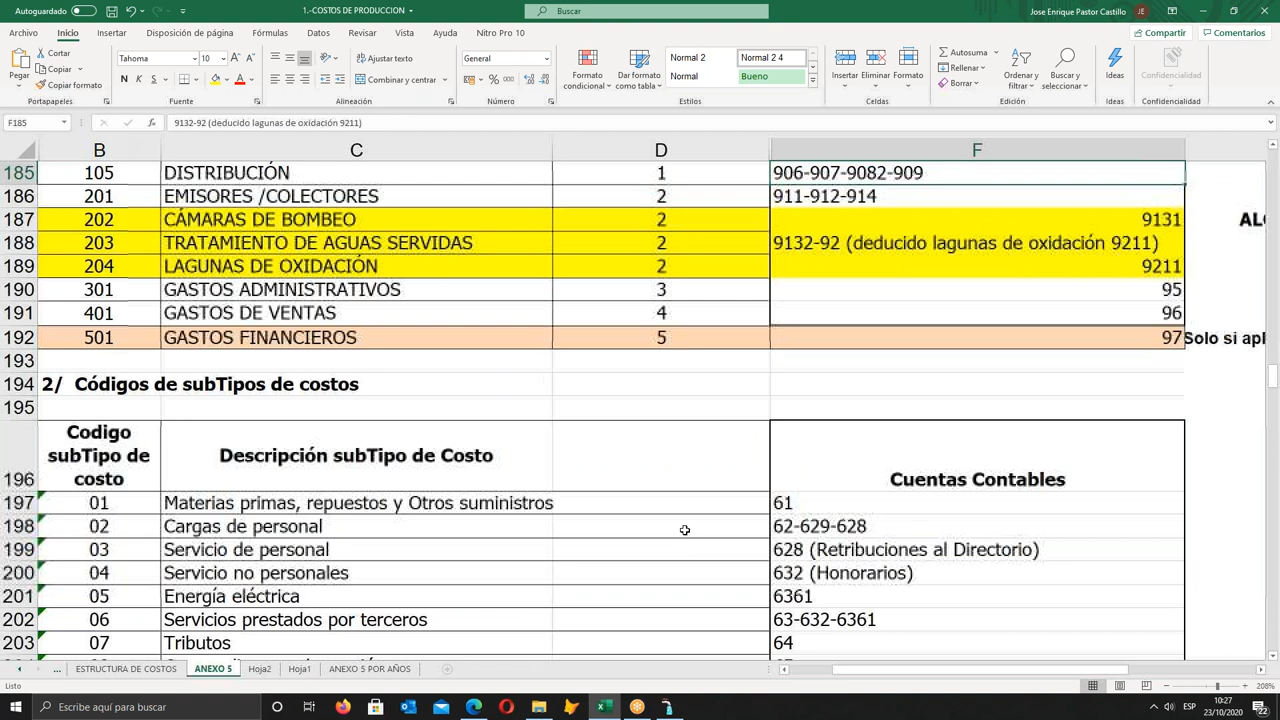 Autoguardado
1.-COSTOS DE PRODUCCION
Buscar
Jose Enrique Pastor Castillo
JE
Archivo Inicio Insertar Disposición de página Fórmulas Datos Revisar Vista Ayuda Nitro Pro 10
Compartir Comentarios
Pegar
Cortar
Copiar
Copiar formato
Portapapeles
Tahoma 10
N K S
Fuente
Ajustar texto
Combinar y centrar
Alineación
General
% 000
Número
Formato condicional
Dar formato como tabla
Normal 2 Normal 2 4
Normal Bueno
Estilos
Insertar Eliminar Formato
Celdas
Autosuma
Rellenar
Borrar
Ordenar y filtrar
Buscar y seleccionar
Edición
Ideas
Ideas
Confidencialidad
Confidencialidad
F185 fx 9132-92 (deducido lagunas de oxidación 9211)
B C D F
185 105 DISTRIBUCIÓN 1 906-907-9082-909
186 201 EMISORES /COLECTORES 2 911-912-914
187 202 CÁMARAS DE BOMBEO 2 9131
188 203 TRATAMIENTO DE AGUAS SERVIDAS 2 9132-92 (deducido lagunas de oxidación 9211)
189 204 LAGUNAS DE OXIDACIÓN 2 9211
190 301 GASTOS ADMINISTRATIVOS 3 95
191 401 GASTOS DE VENTAS 4 96
192 501 GASTOS FINANCIEROS 5 97 Solo si apl
193
194 2/ Códigos de subTipos de costos
195
196 Codigo subTipo de costo Descripción subTipo de Costo Cuentas Contables
197 01 Materias primas, repuestos y Otros suministros 61
198 02 Cargas de personal 62-629-628
199 03 Servicio de personal 628 (Retribuciones al Directorio)
200 04 Servicio no personales 632 (Honorarios)
201 05 Energía eléctrica 6361
202 06 Servicios prestados por terceros 63-632-6361
203 07 Tributos 64
... ESTRUCTURA DE COSTOS ANEXO 5 Hoja2 Hoja1 ANEXO 5 POR AÑOS
Listo
208%
Escribe aquí para buscar
ESP
10:27
23/10/2020
22